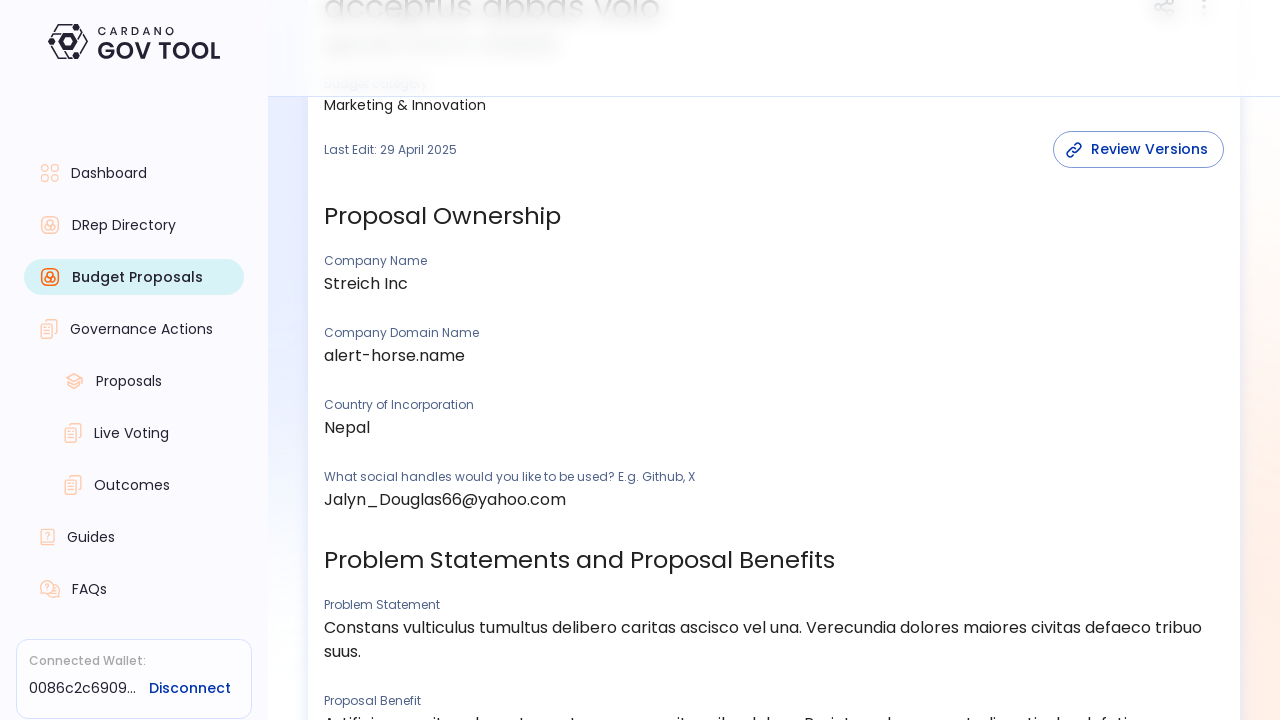 CARDANO
GOV TOOL
Dashboard
DRep Directory
Budget Proposals
Governance Actions
Proposals
Live Voting
Outcomes
Guides
FAQs
Connected Wallet:
0086c2c6909... Disconnect
acceptus abbas volo
Budget category
Marketing & Innovation
Last Edit: 29 April 2025
Review Versions
Proposal Ownership
Company Name
Streich Inc
Company Domain Name
alert-horse.name
Country of Incorporation
Nepal
What social handles would you like to be used? E.g. Github, X
Jalyn_Douglas66@yahoo.com
Problem Statements and Proposal Benefits
Problem Statement
Constans vulticulus tumultus delibero caritas ascisco vel una. Verecundia dolores maiores civitas defaeco tribuo
suus.
Proposal Benefit